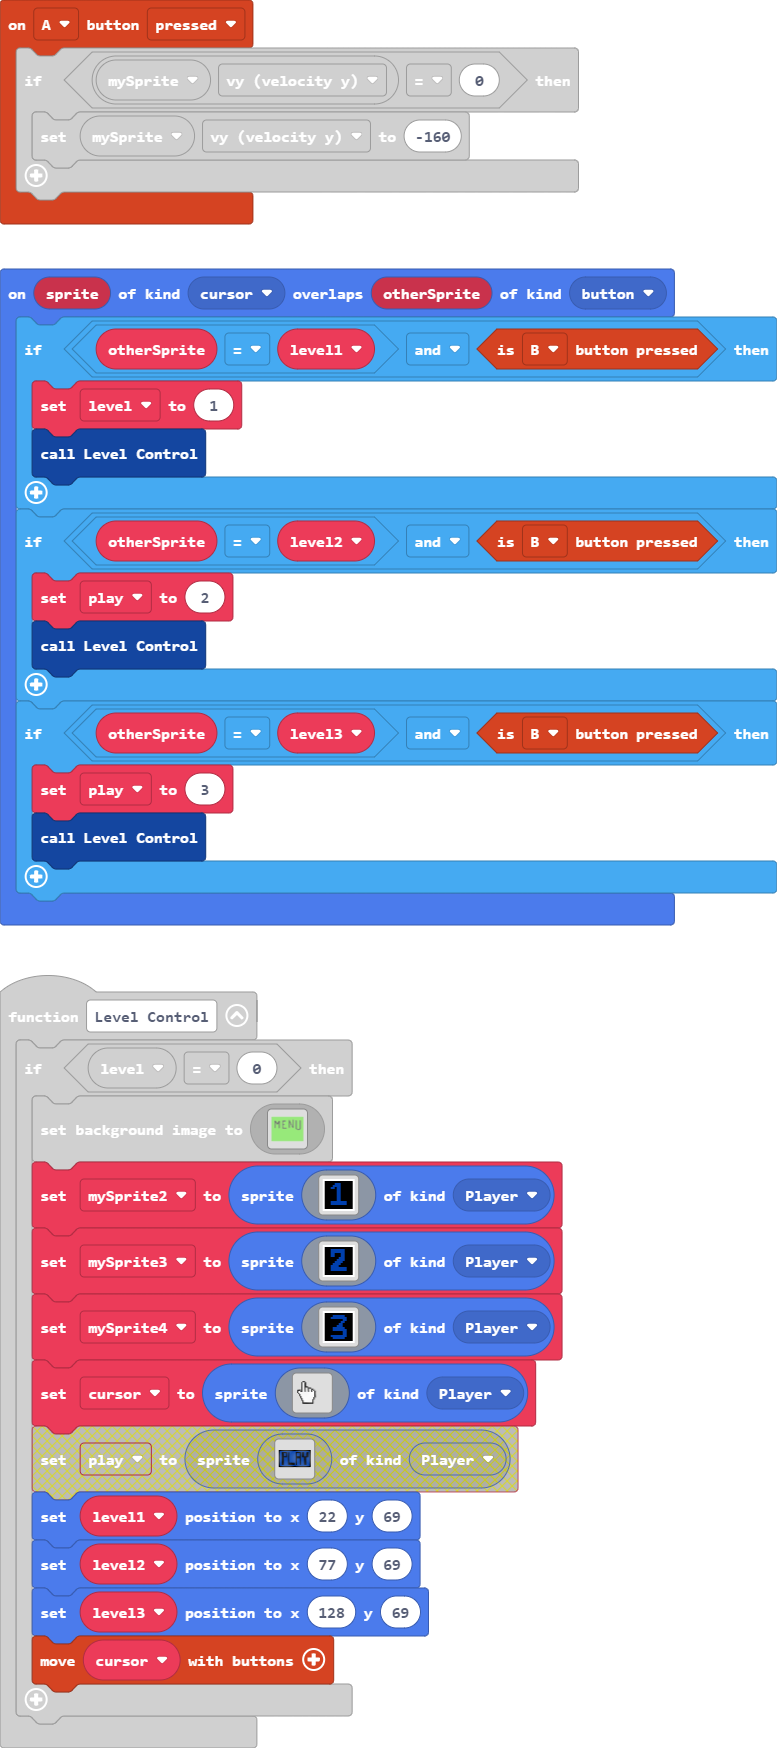 on A button pressed
if mySprite vy (velocity y) = 0 then
set mySprite vy (velocity y) to -160
on sprite of kind cursor overlaps otherSprite of kind button
if otherSprite = level1 and is B button pressed then
set level to 1
call Level Control
if otherSprite = level2 and is B button pressed then
set play to 2
call Level Control
if otherSprite = level3 and is B button pressed then
set play to 3
call Level Control
function Level Control
if level = 0 then
set background image to MENU
set mySprite2 to sprite 1 of kind Player
set mySprite3 to sprite 2 of kind Player
set mySprite4 to sprite 3 of kind Player
set cursor to sprite of kind Player
set play to sprite PLAY of kind Player
set level1 position to x 22 y 69
set level2 position to x 77 y 69
set level3 position to x 128 y 69
move cursor with buttons